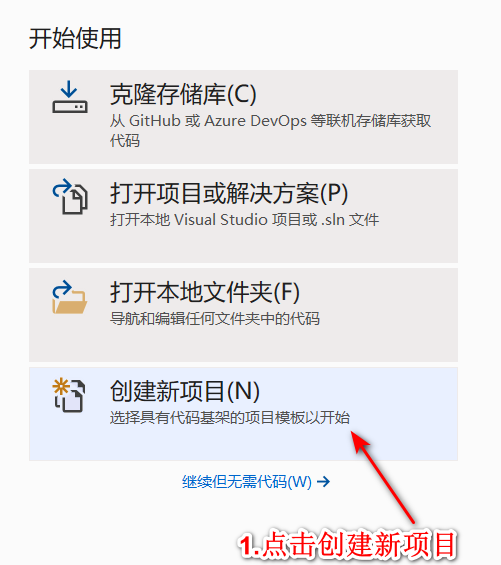 开始使用
克隆存储库(C)
从 GitHub 或 Azure DevOps 等联机存储库获取
代码
打开项目或解决方案(P)
打开本地 Visual Studio 项目或 .sln 文件
打开本地文件夹(F)
导航和编辑任何文件夹中的代码
创建新项目(N)
选择具有代码基架的项目模板以开始
继续但无需代码(W) →
1.点击创建新项目